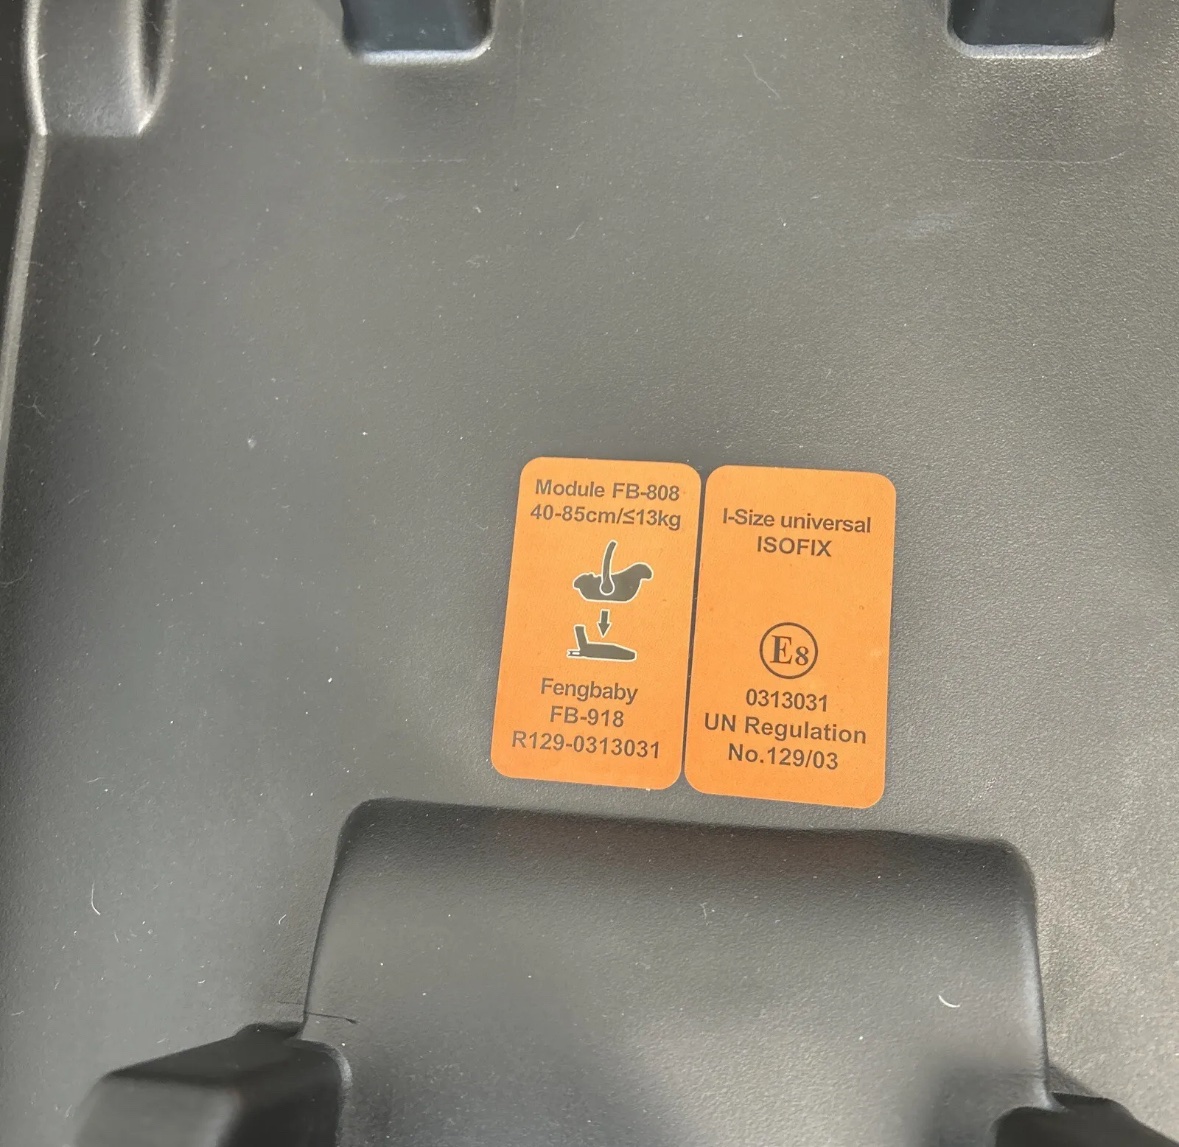 Module FB-808
40-85cm/≤13kg
Fengbaby
FB-918
R129-0313031
I-Size universal
ISOFIX
E8
0313031
UN Regulation
No.129/03